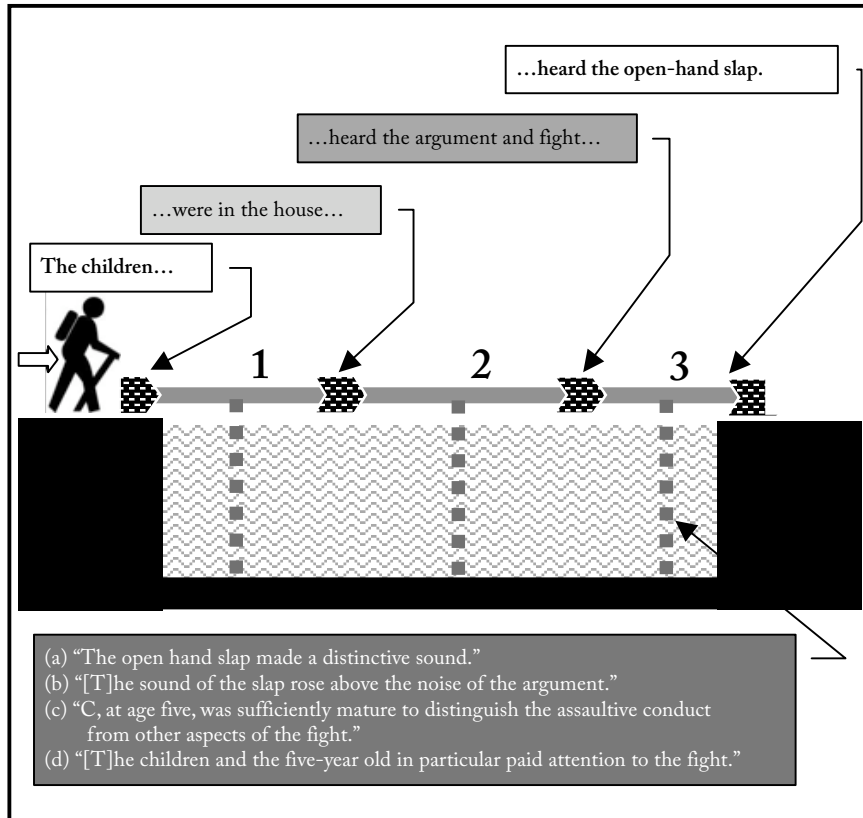 …heard the open-hand slap.
…heard the argument and fight…
…were in the house…
The children…
1 2 3
(a) “The open hand slap made a distinctive sound.”
(b) “[T]he sound of the slap rose above the noise of the argument.”
(c) “C, at age five, was sufficiently mature to distinguish the assaultive conduct
from other aspects of the fight.”
(d) “[T]he children and the five-year old in particular paid attention to the fight.”